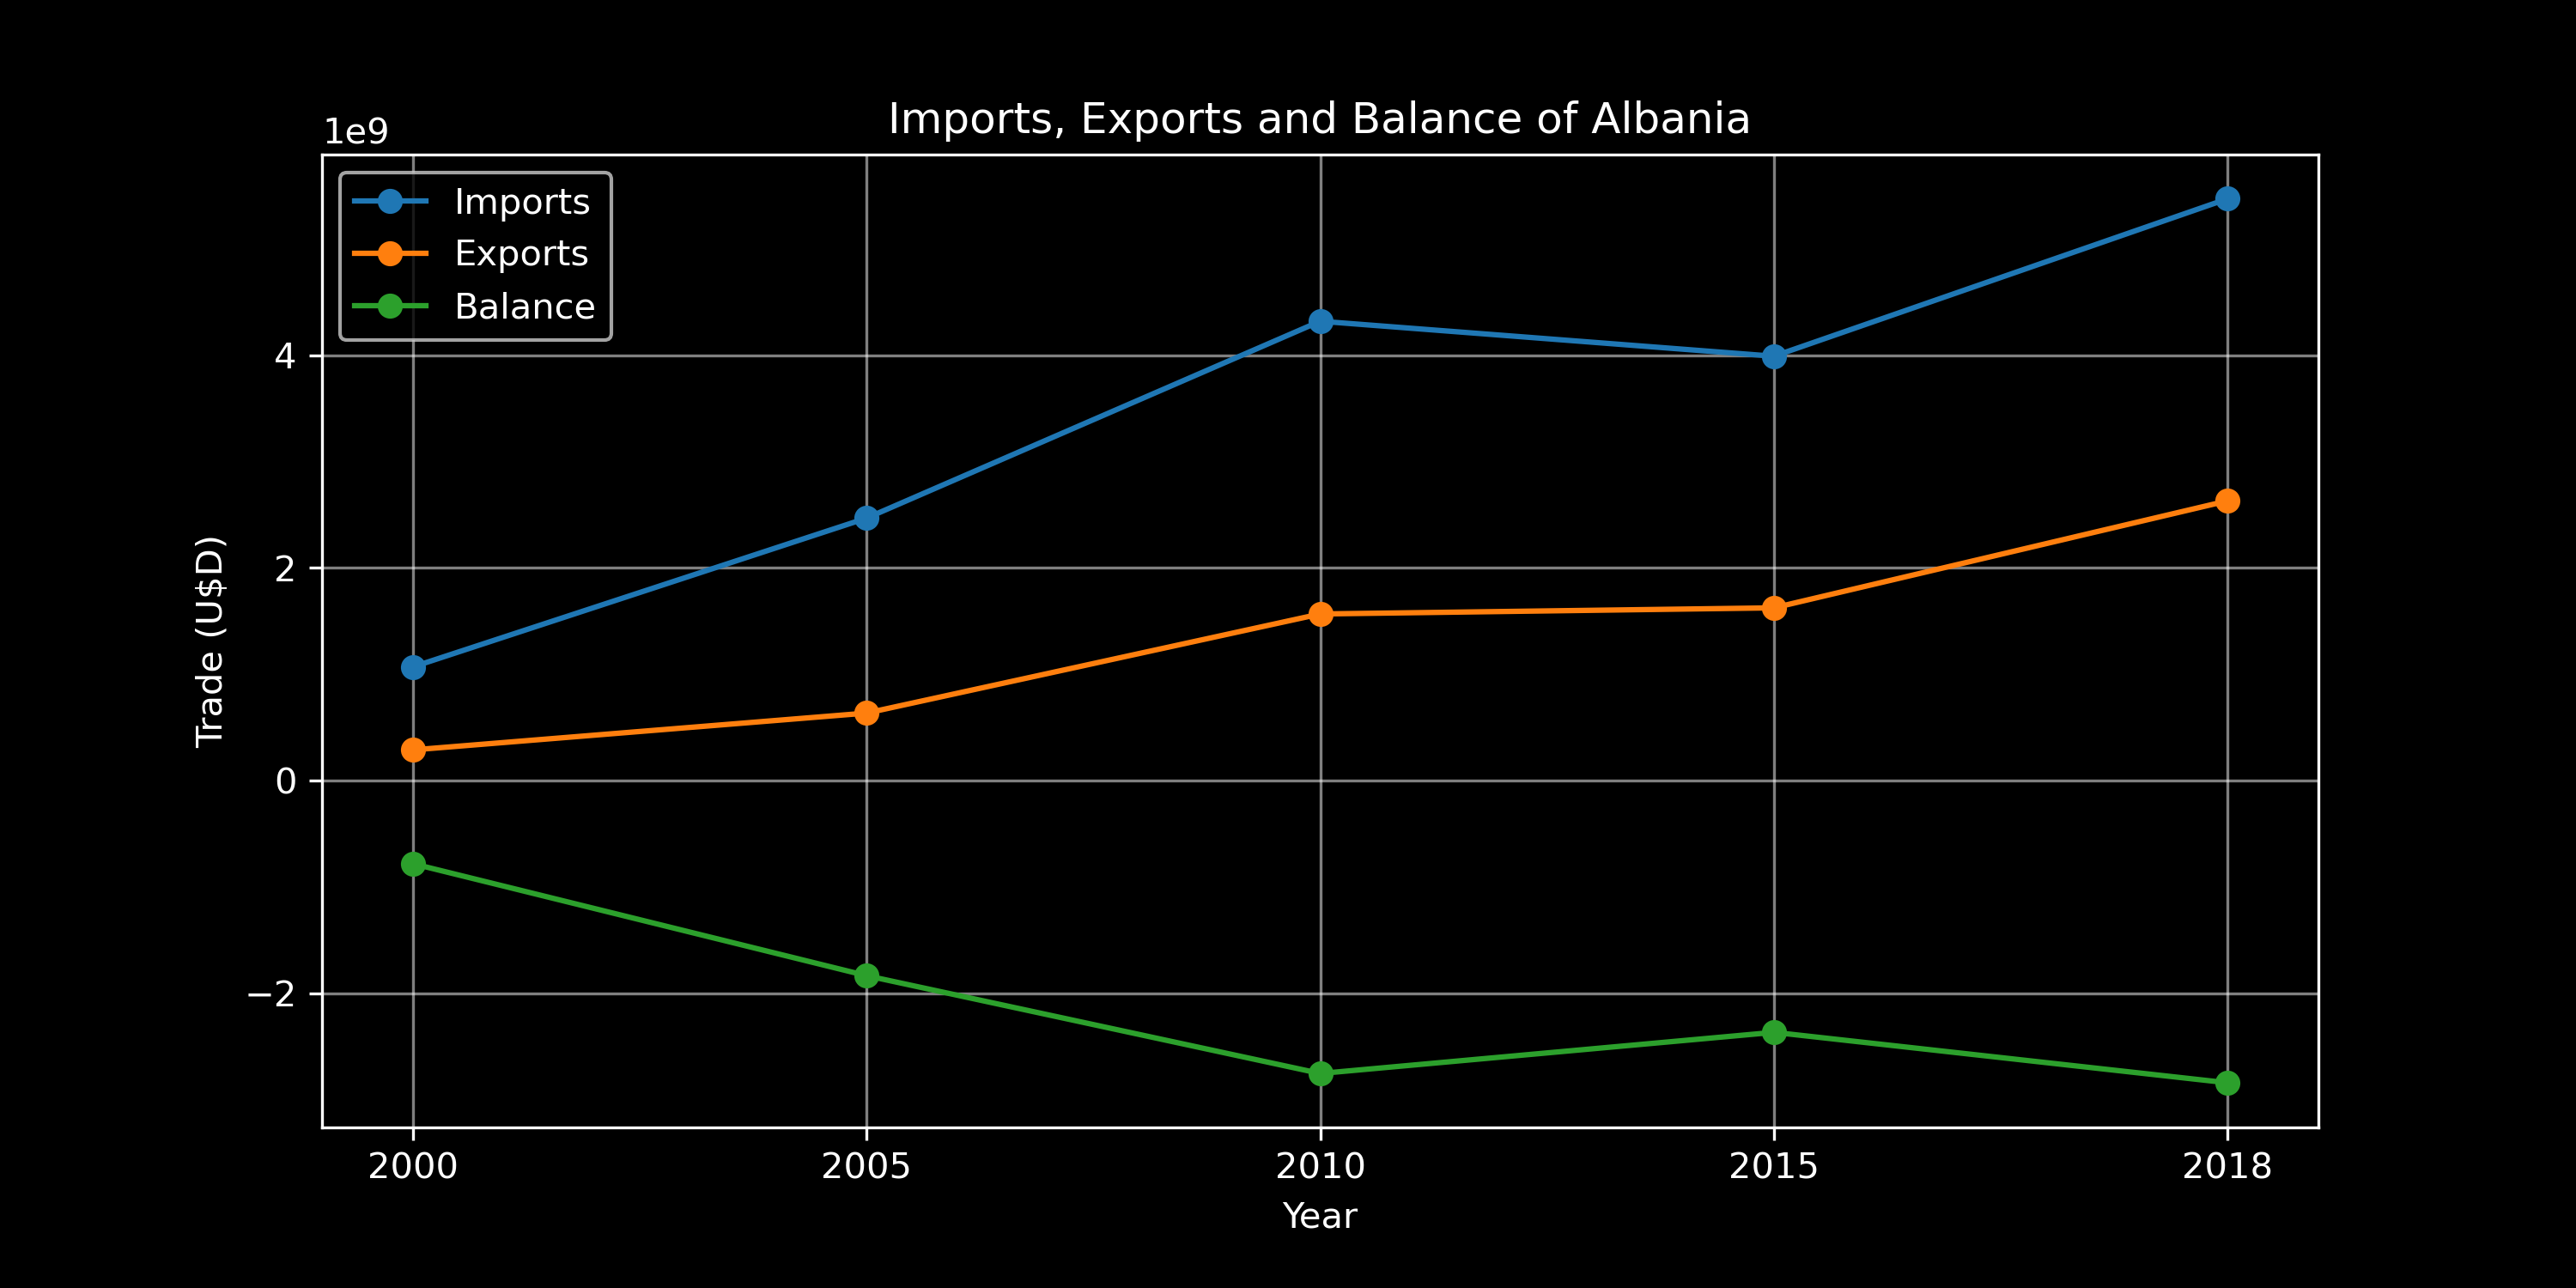 Imports, Exports and Balance of Albania
1e9
Imports
Exports
Balance
4
2
0
−2
Trade (U$D)
2000 2005 2010 2015 2018
Year